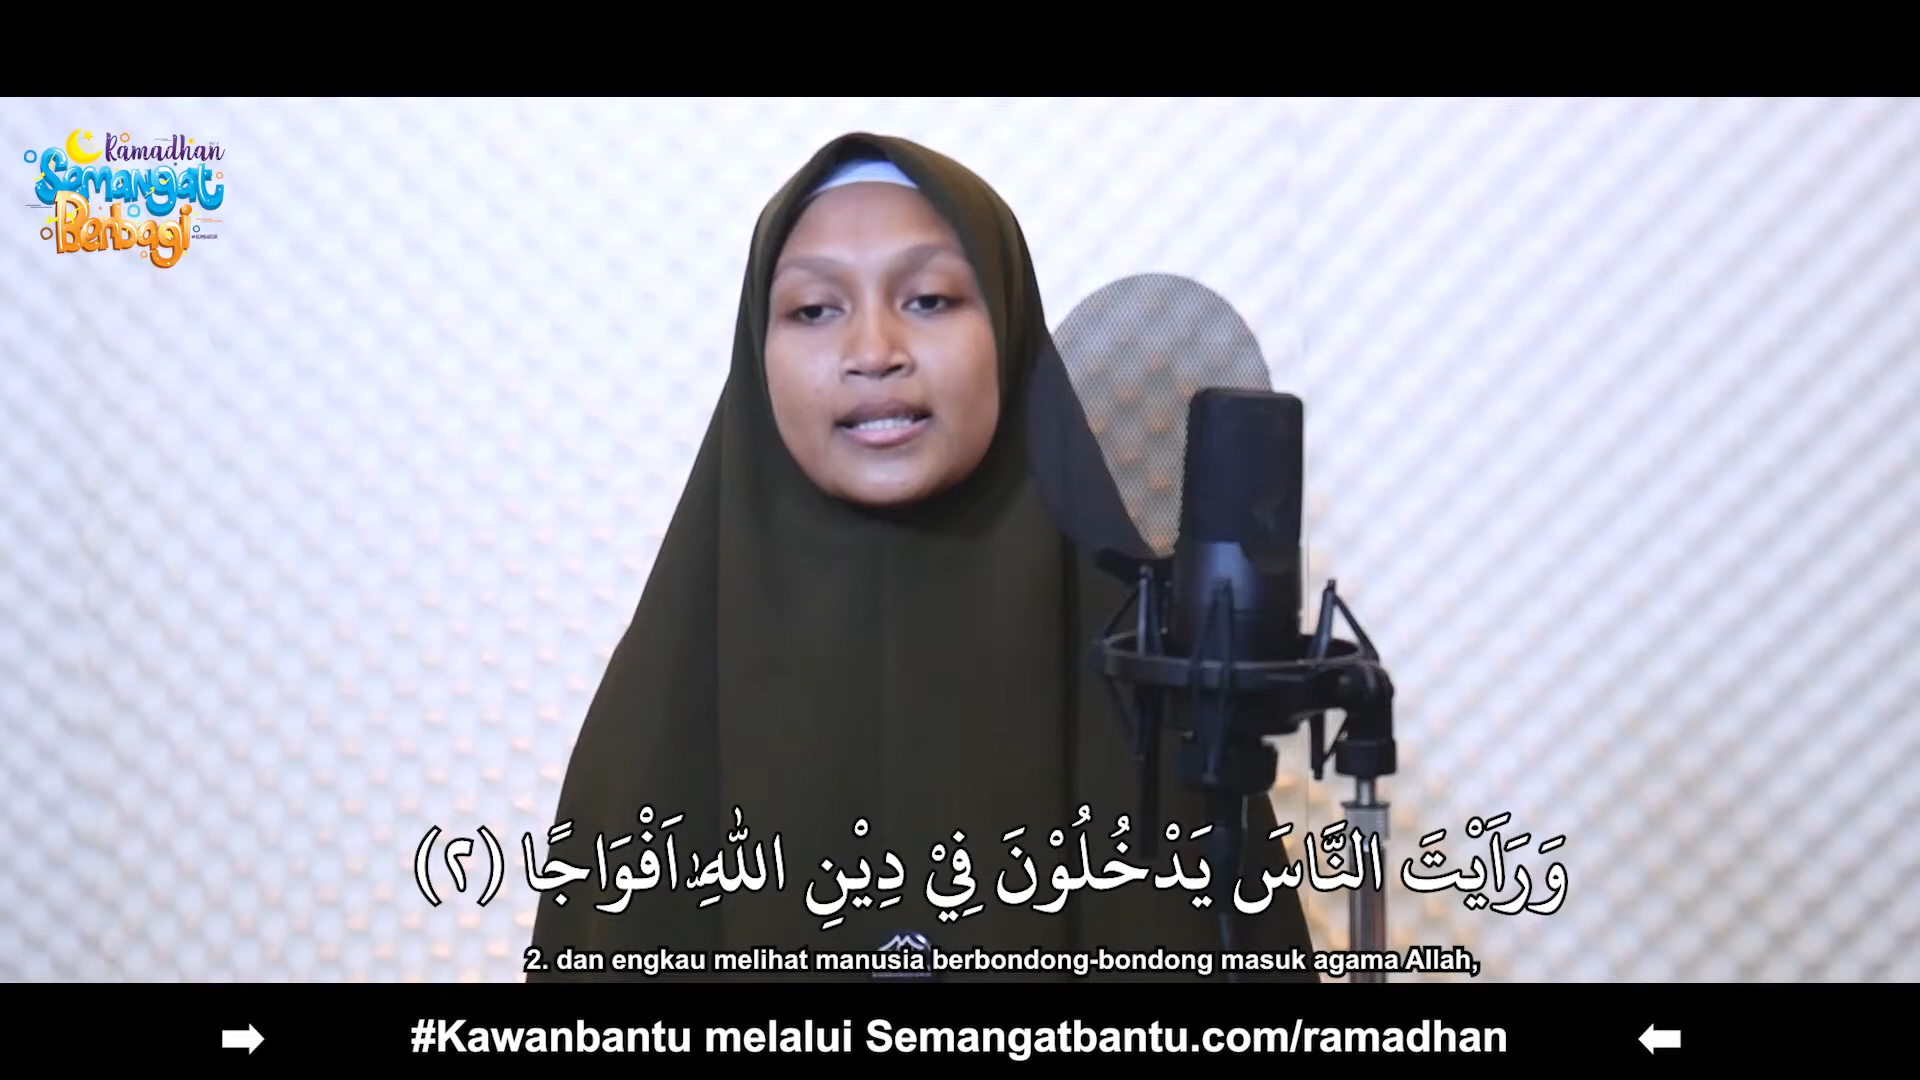 Ramadhan
Semangat
Berbagi
وَرَاَيْتَ النَّاسَ يَدْخُلُوْنَ فِيْ دِيْنِ اللّٰهِ اَفْوَاجًا (٢)
2. dan engkau melihat manusia berbondong-bondong masuk agama Allah,
#Kawanbantu melalui Semangatbantu.com/ramadhan